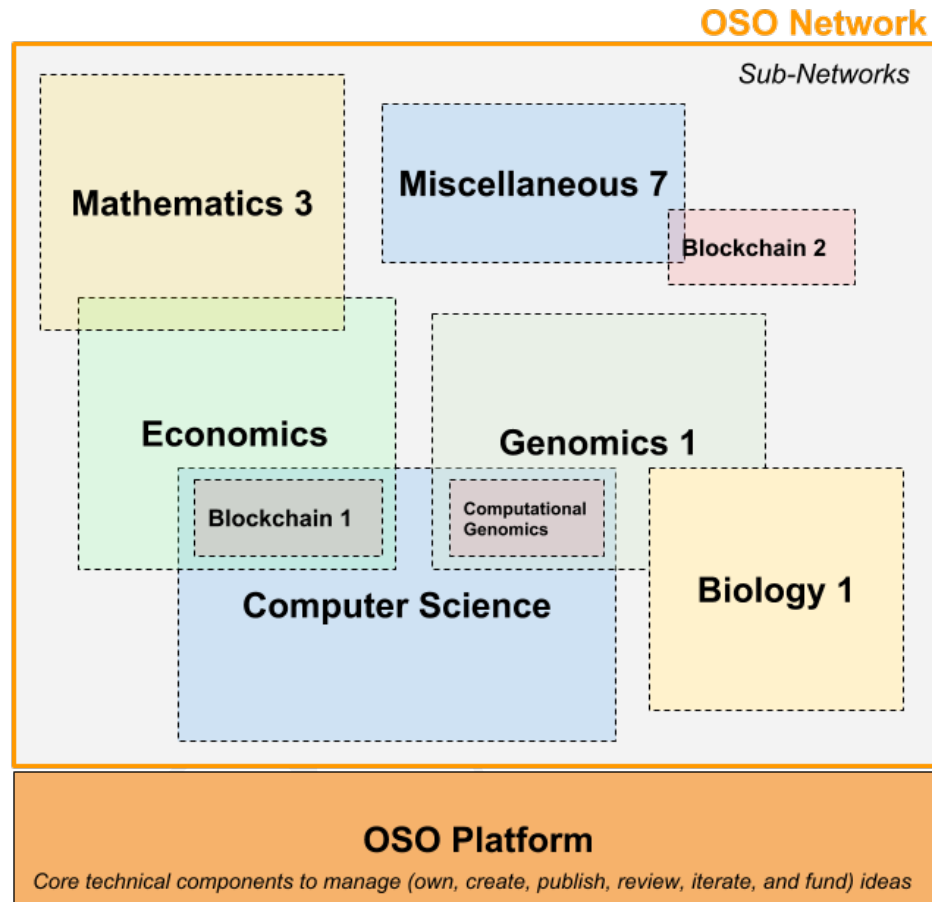 OSO Network
Sub-Networks
Mathematics 3
Miscellaneous 7
Blockchain 2
Economics
Genomics 1
Blockchain 1
Computational
Genomics
Biology 1
Computer Science
OSO Platform
Core technical components to manage (own, create, publish, review, iterate, and fund) ideas